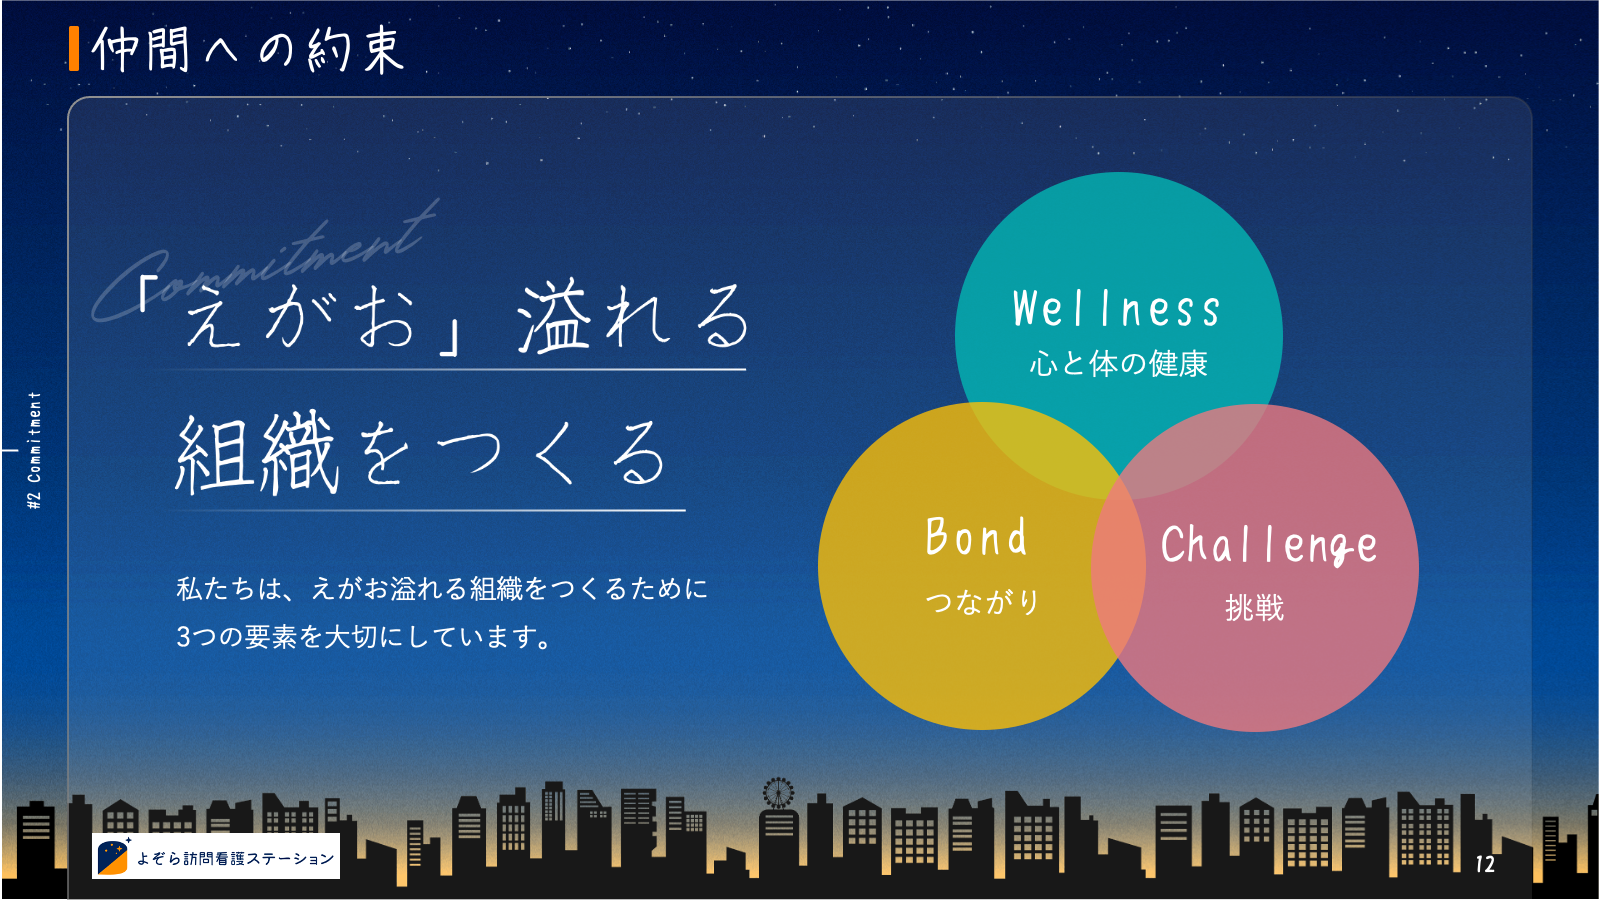 仲間への約束
Commitment
「えがお」溢れる
組織をつくる
私たちは、えがお溢れる組織をつくるために
3つの要素を大切にしています。
Wellness
心と体の健康
Bond
つながり
Challenge
挑戦
#2 Commitment
よぞら訪問看護ステーション
12